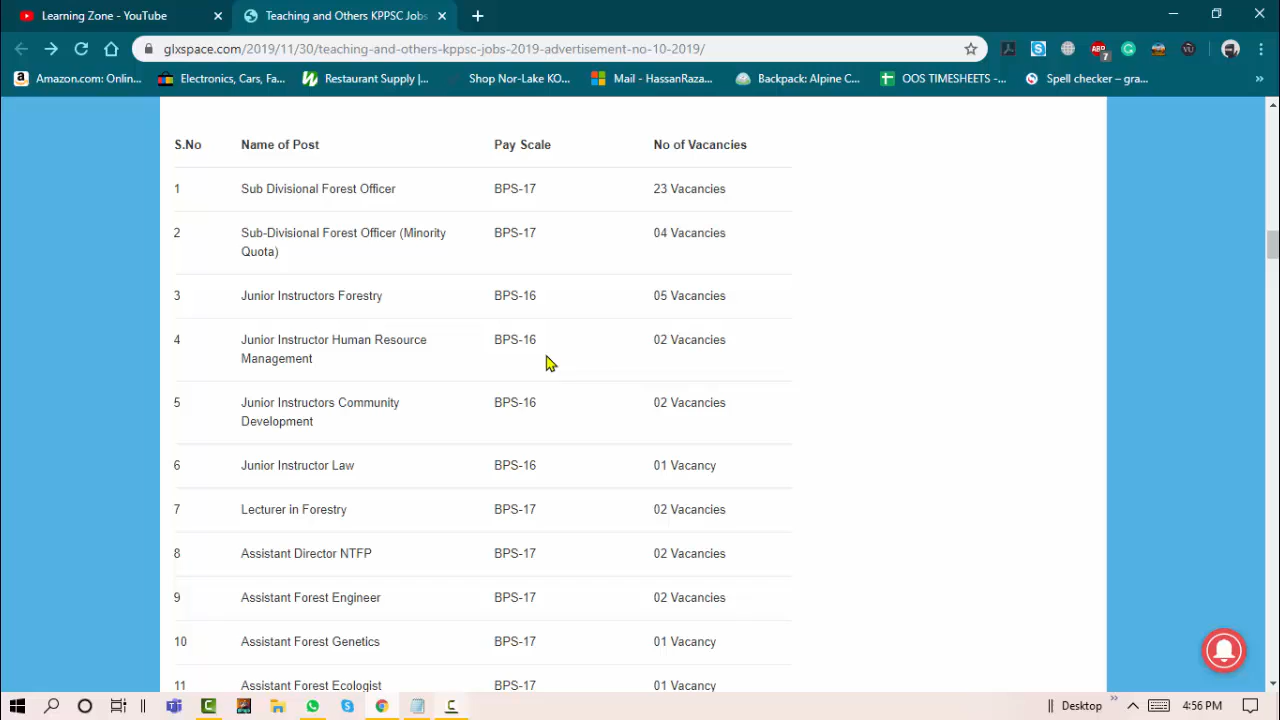 Learning Zone - YouTube
Teaching and Others KPPSC Jobs
glxspace.com/2019/11/30/teaching-and-others-kppsc-jobs-2019-advertisement-no-10-2019/
ABP
7
Amazon.com: Onlin...
Electronics, Cars, Fa...
Restaurant Supply |...
Shop Nor-Lake KO...
Mail - HassanRaza...
Backpack: Alpine C...
OOS TIMESHEETS -...
Spell checker – gra...
S.No Name of Post Pay Scale No of Vacancies
1 Sub Divisional Forest Officer BPS-17 23 Vacancies
2 Sub-Divisional Forest Officer (Minority BPS-17 04 Vacancies
Quota)
3 Junior Instructors Forestry BPS-16 05 Vacancies
4 Junior Instructor Human Resource BPS-16 02 Vacancies
Management
5 Junior Instructors Community BPS-16 02 Vacancies
Development
6 Junior Instructor Law BPS-16 01 Vacancy
7 Lecturer in Forestry BPS-17 02 Vacancies
8 Assistant Director NTFP BPS-17 02 Vacancies
9 Assistant Forest Engineer BPS-17 02 Vacancies
10 Assistant Forest Genetics BPS-17 01 Vacancy
11 Assistant Forest Ecologist BPS-17 01 Vacancy
Desktop
4:56 PM